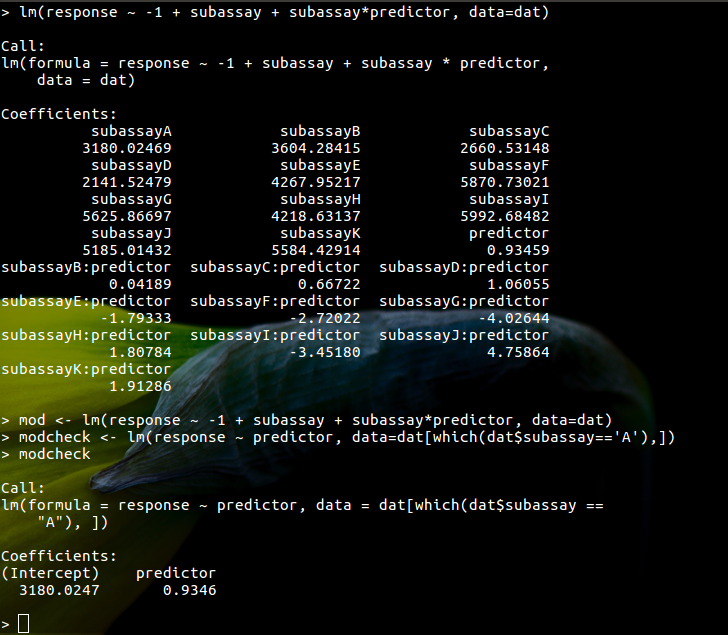 > lm(response ~ -1 + subassay + subassay*predictor, data=dat)
Call:
lm(formula = response ~ -1 + subassay + subassay * predictor,
    data = dat)
Coefficients:
          subassayA            subassayB            subassayC
         3180.02469           3604.28415           2660.53148
          subassayD            subassayE            subassayF
         2141.52479           4267.95217           5870.73021
          subassayG            subassayH            subassayI
         5625.86697           4218.63137           5992.68482
          subassayJ            subassayK            predictor
         5185.01432           5584.42914              0.93459
subassayB:predictor  subassayC:predictor  subassayD:predictor
            0.04189              0.66722              1.06055
subassayE:predictor  subassayF:predictor  subassayG:predictor
           -1.79333             -2.72022             -4.02644
subassayH:predictor  subassayI:predictor  subassayJ:predictor
            1.80784             -3.45180              4.75864
subassayK:predictor
            1.91286
> mod <- lm(response ~ -1 + subassay + subassay*predictor, data=dat)
> modcheck <- lm(response ~ predictor, data=dat[which(dat$subassay=='A'),])
> modcheck
Call:
lm(formula = response ~ predictor, data = dat[which(dat$subassay ==
    "A"), ])
Coefficients:
(Intercept)    predictor
  3180.0247       0.9346
>